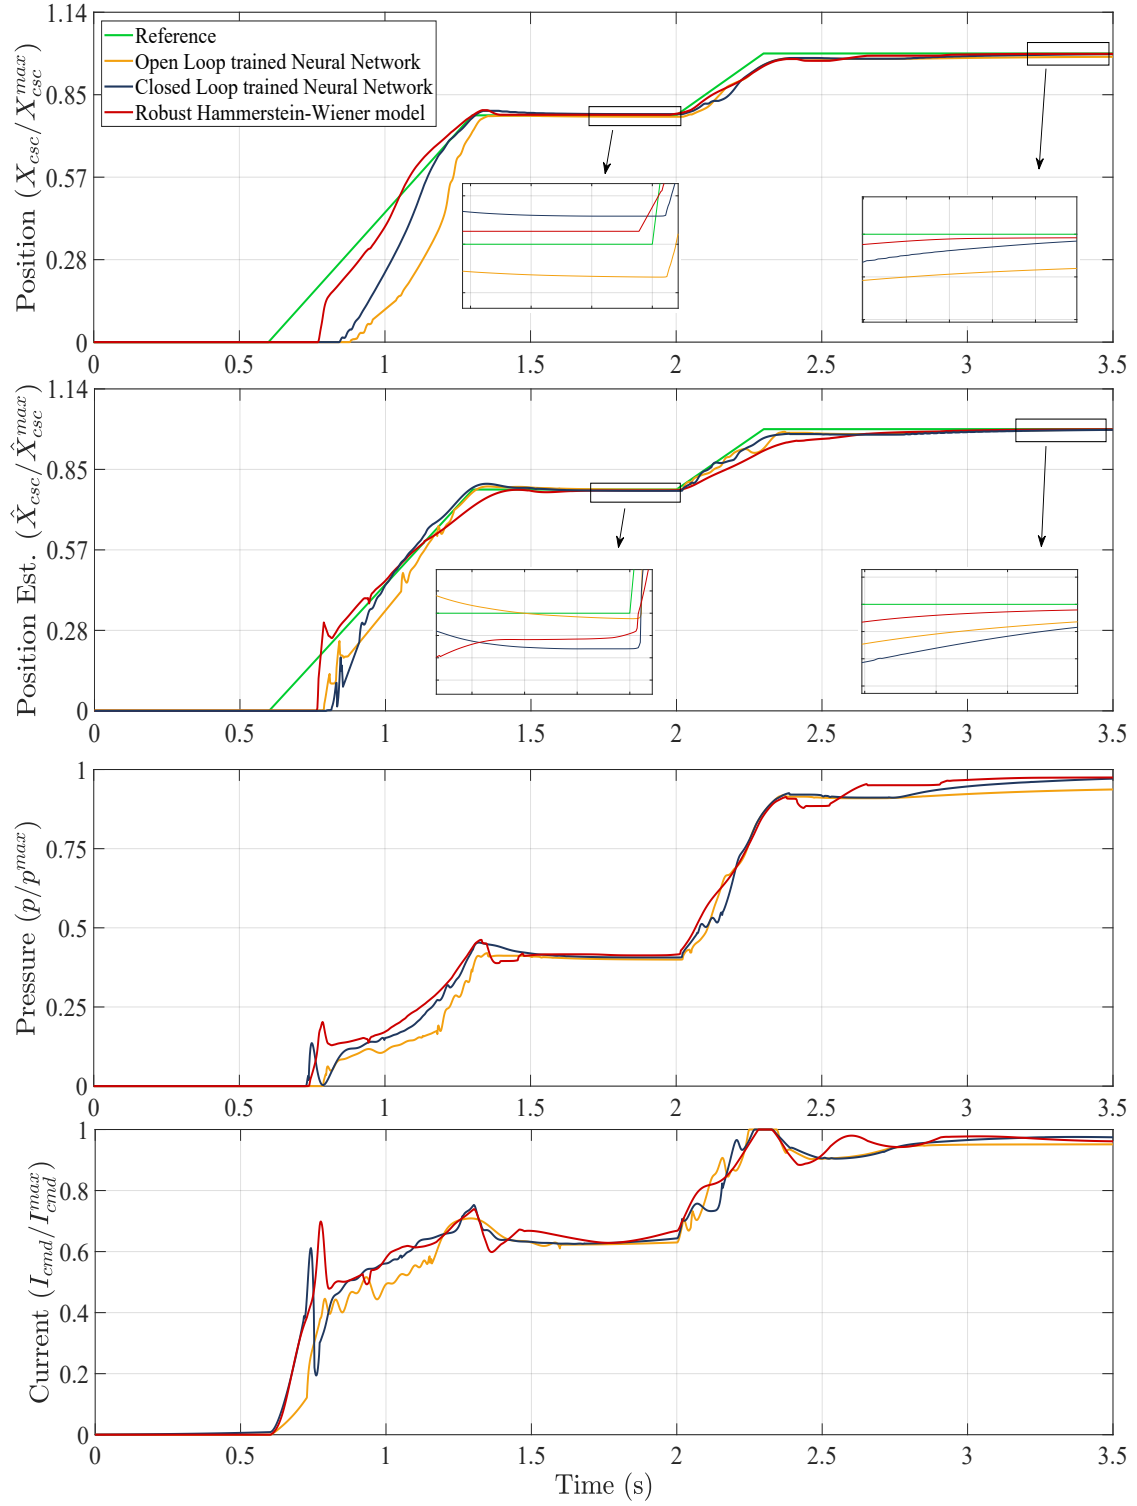 1.14
0.85
0.57
0.28
0
Position (X_csc/X_csc^max)
Reference
Open Loop trained Neural Network
Closed Loop trained Neural Network
Robust Hammerstein-Wiener model
0 0.5 1 1.5 2 2.5 3 3.5
1.14
0.85
0.57
0.28
0
Position Est. (X̂_csc/X̂_csc^max)
0 0.5 1 1.5 2 2.5 3 3.5
1
0.75
0.5
0.25
0
Pressure (p/p^max)
0 0.5 1 1.5 2 2.5 3 3.5
1
0.8
0.6
0.4
0.2
0
Current (I_cmd/I_cmd^max)
0 0.5 1 1.5 2 2.5 3 3.5
Time (s)